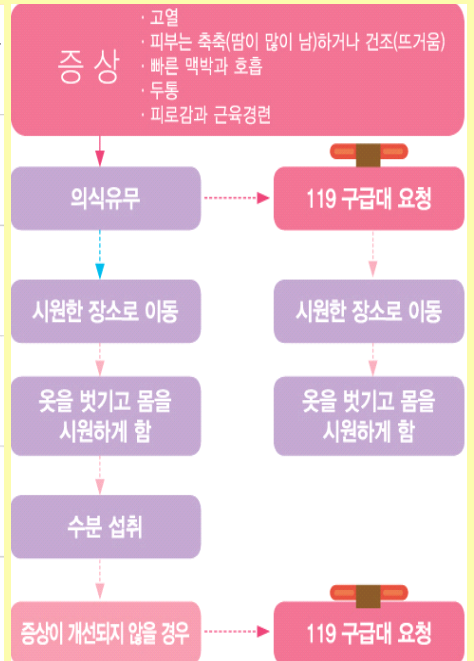 증 상
· 고열
· 피부는 축축(땀이 많이 남)하거나 건조(뜨거움)
· 빠른 맥박과 호흡
· 두통
· 피로감과 근육경련
의식유무
119 구급대 요청
시원한 장소로 이동
시원한 장소로 이동
옷을 벗기고 몸을
시원하게 함
옷을 벗기고 몸을
시원하게 함
수분 섭취
증상이 개선되지 않을 경우
119 구급대 요청